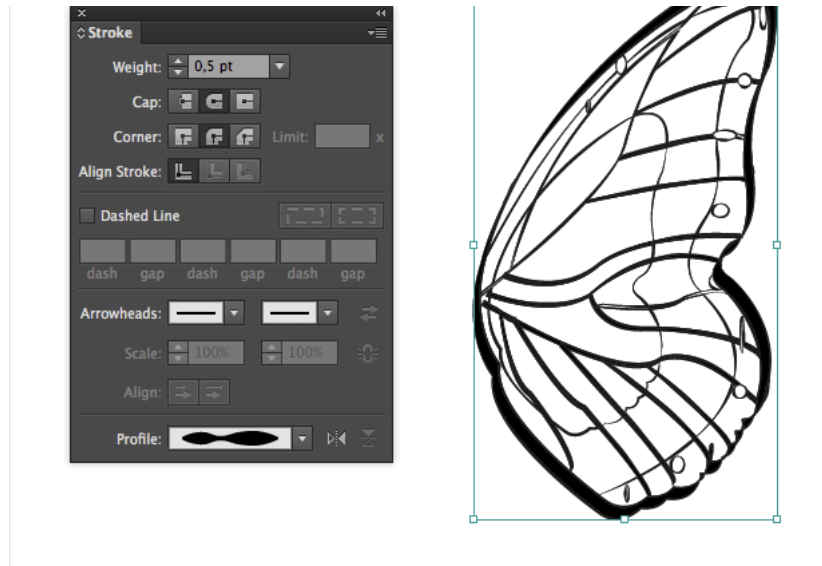 Stroke
Weight: 0,5 pt
Cap:
Corner: Limit: x
Align Stroke:
Dashed Line
dash gap dash gap dash gap
Arrowheads:
Scale: 100% 100%
Align:
Profile: